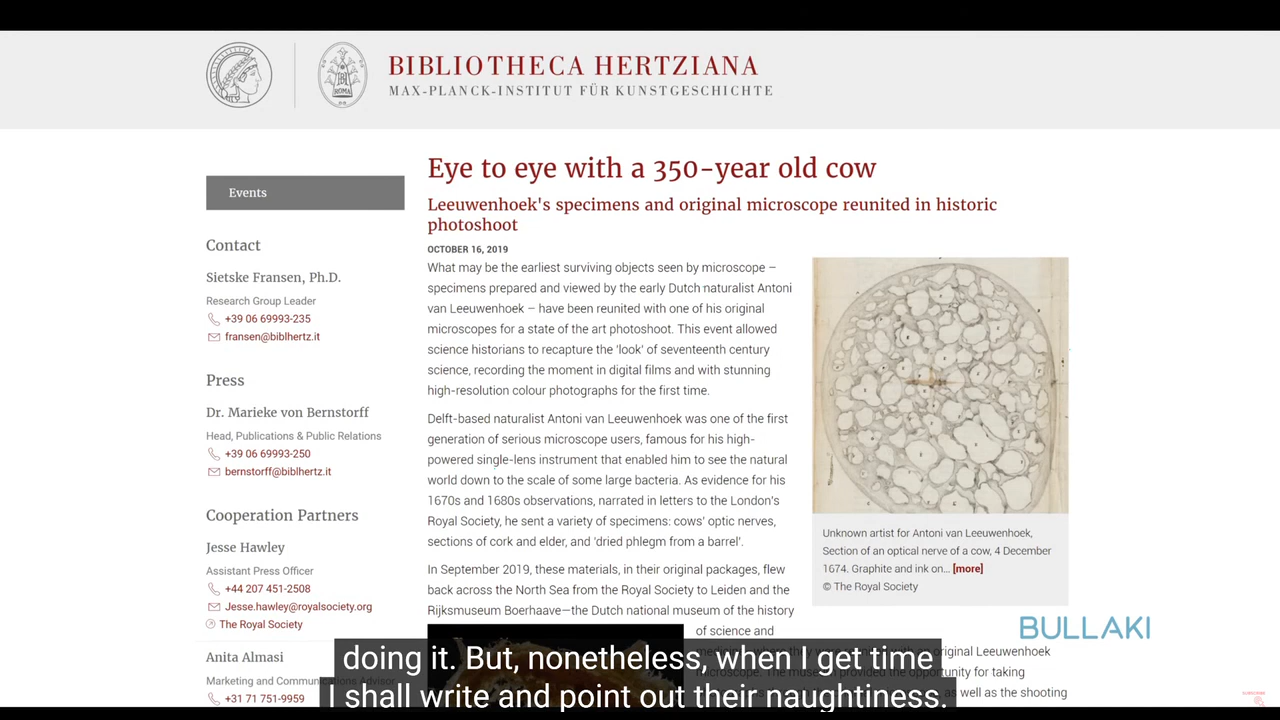 BIBLIOTHECA HERTZIANA
MAX-PLANCK-INSTITUT FÜR KUNSTGESCHICHTE
Events
Contact
Sietske Fransen, Ph.D.
Research Group Leader
+39 06 69993-235
fransen@biblhertz.it
Press
Dr. Marieke von Bernstorff
Head, Publications & Public Relations
+39 06 69993-250
bernstorff@biblhertz.it
Cooperation Partners
Jesse Hawley
Assistant Press Officer
+44 207 451-2508
Jesse.hawley@royalsociety.org
The Royal Society
Anita Almasi
Marketing and Communications Advisor
+31 71 751-9959
Eye to eye with a 350-year old cow
Leeuwenhoek's specimens and original microscope reunited in historic
photoshoot
OCTOBER 16, 2019
What may be the earliest surviving objects seen by microscope –
specimens prepared and viewed by the early Dutch naturalist Antoni
van Leeuwenhoek – have been reunited with one of his original
microscopes for a state of the art photoshoot. This event allowed
science historians to recapture the 'look' of seventeenth century
science, recording the moment in digital films and with stunning
high-resolution colour photographs for the first time.
Delft-based naturalist Antoni van Leeuwenhoek was one of the first
generation of serious microscope users, famous for his high-
powered single-lens instrument that enabled him to see the natural
world down to the scale of some large bacteria. As evidence for his
1670s and 1680s observations, narrated in letters to the London's
Royal Society, he sent a variety of specimens: cows' optic nerves,
sections of cork and elder, and 'dried phlegm from a barrel'.
In September 2019, these materials, in their original packages, flew
back across the North Sea from the Royal Society to Leiden and the
Rijksmuseum Boerhaave—the Dutch national museum of the history
of science and
original Leeuwenhoek
opportunity for taking
as well as the shooting
Unknown artist for Antoni van Leeuwenhoek,
Section of an optical nerve of a cow, 4 December
1674. Graphite and ink on... [more]
© The Royal Society
BULLAKI
doing it. But, nonetheless, when I get time
I shall write and point out their naughtiness.